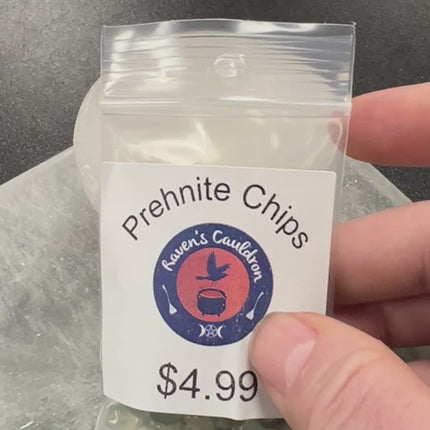 Prehnite Chips
Raven's Cauldron
$4.99